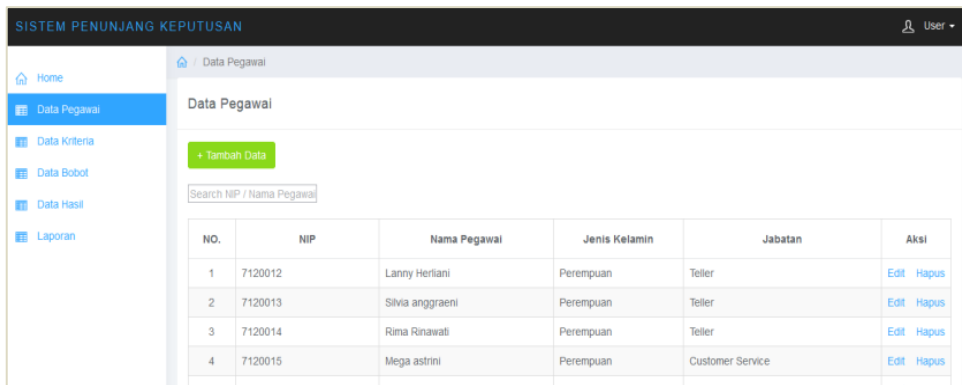 SISTEM PENUNJANG KEPUTUSAN User
/ Data Pegawai
Home
Data Pegawai
Data Kriteria
Data Bobot
Data Hasil
Laporan
Data Pegawai
+ Tambah Data
Search NIP / Nama Pegawai
NO. NIP Nama Pegawai Jenis Kelamin Jabatan Aksi
1 7120012 Lanny Herliani Perempuan Teller Edit Hapus
2 7120013 Silvia anggraeni Perempuan Teller Edit Hapus
3 7120014 Rima Rinawati Perempuan Teller Edit Hapus
4 7120015 Mega astrini Perempuan Customer Service Edit Hapus